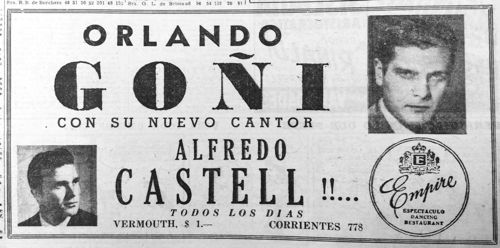 ORLANDO
GOÑI
CON SU NUEVO CANTOR
ALFREDO
CASTELL !!...
TODOS LOS DIAS
VERMOUTH, $ 1.—
CORRIENTES 778
E
Empire
ESPECTACULO
DANCING
RESTAURANT